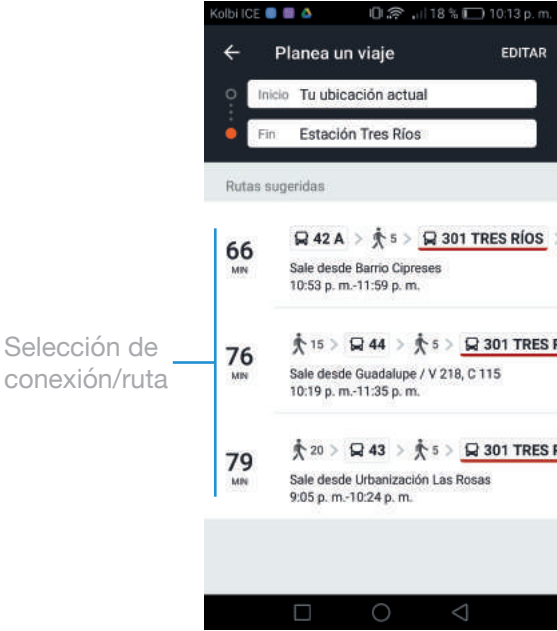 Kolbi ICE 18 % 10:13 p. m.
Planea un viaje EDITAR
Inicio Tu ubicación actual
Fin Estación Tres Ríos
Rutas sugeridas
66 MIN
42 A > 5 > 301 TRES RÍOS
Sale desde Barrio Cipreses
10:53 p. m.-11:59 p. m.
Selección de
conexión/ruta
76 MIN
15 > 44 > 5 > 301 TRES
Sale desde Guadalupe / V 218, C 115
10:19 p. m.-11:35 p. m.
79 MIN
20 > 43 > 5 > 301 TRES
Sale desde Urbanización Las Rosas
9:05 p. m.-10:24 p. m.